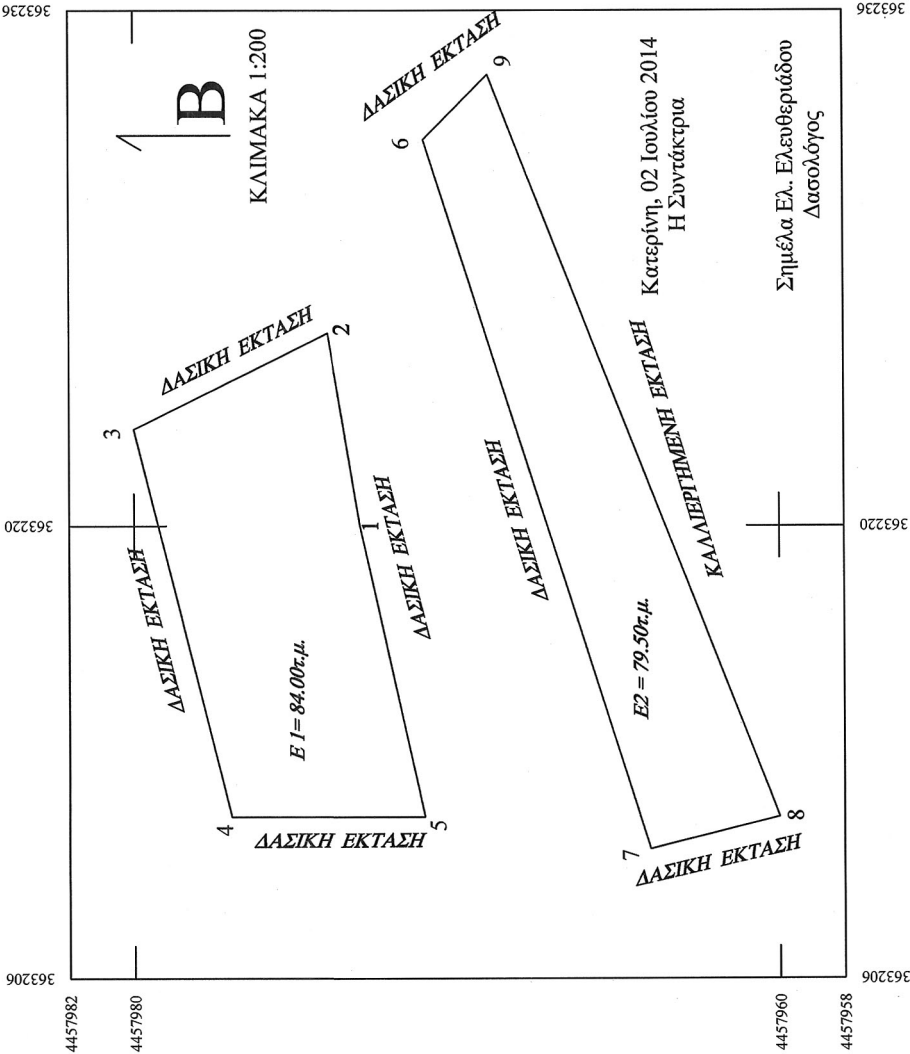 363236
363236
B
ΚΛΙΜΑΚΑ 1:200
ΔΑΣΙΚΗ ΕΚΤΑΣΗ
9
6
Κατερίνη, 02 Ιουλίου 2014
Η Συντάκτρια
Σημέλα Ελ. Ελευθεριάδου
Δασολόγος
ΔΑΣΙΚΗ ΕΚΤΑΣΗ
2
3
363220
363220
1
ΔΑΣΙΚΗ ΕΚΤΑΣΗ
ΔΑΣΙΚΗ ΕΚΤΑΣΗ
ΔΑΣΙΚΗ ΕΚΤΑΣΗ
ΚΑΛΛΙΕΡΓΗΜΕΝΗ ΕΚΤΑΣΗ
Ε 1= 84.00τ.μ.
Ε2 = 79.50τ.μ.
4
5
ΔΑΣΙΚΗ ΕΚΤΑΣΗ
7
8
ΔΑΣΙΚΗ ΕΚΤΑΣΗ
363206
363206
4457982
4457980
4457960
4457958